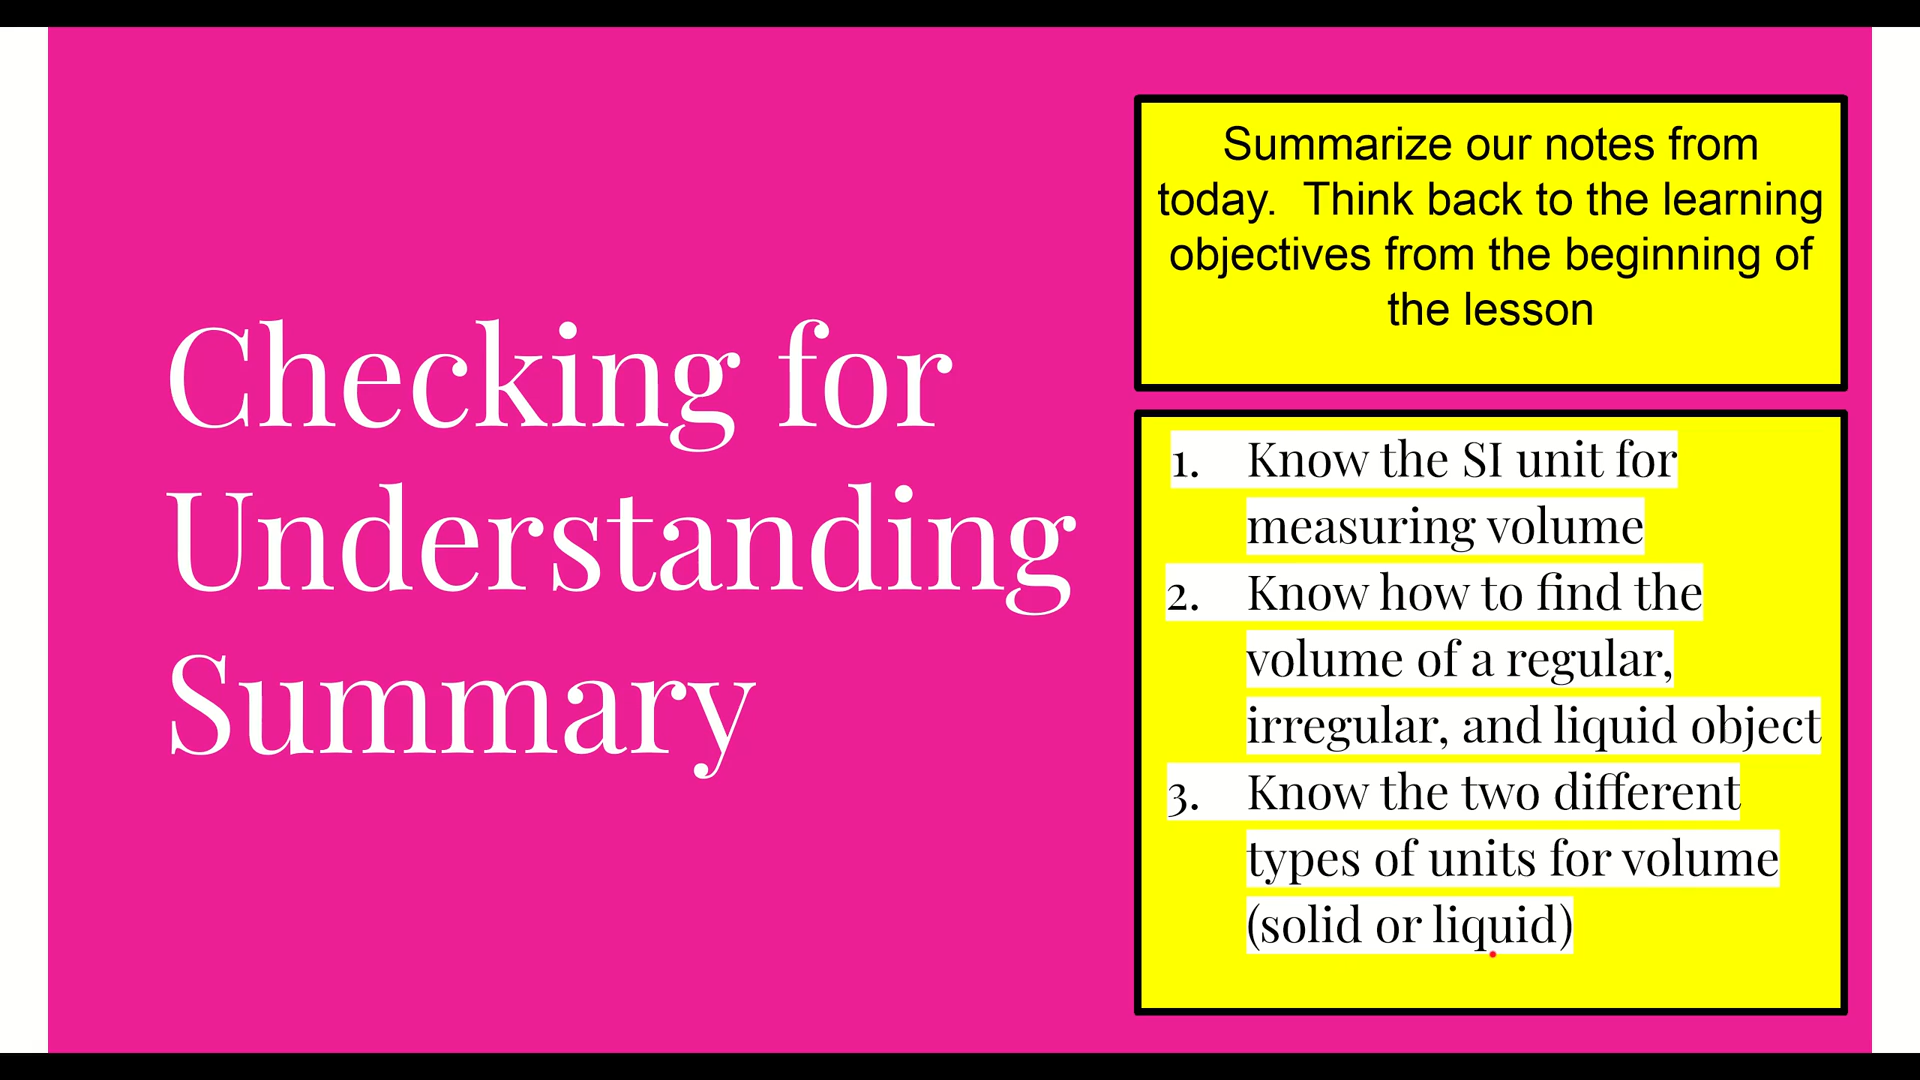 Checking for
Understanding
Summary
Summarize our notes from
today.  Think back to the learning
objectives from the beginning of
the lesson
1. Know the SI unit for
measuring volume
2. Know how to find the
volume of a regular,
irregular, and liquid object
3. Know the two different
types of units for volume
(solid or liquid)